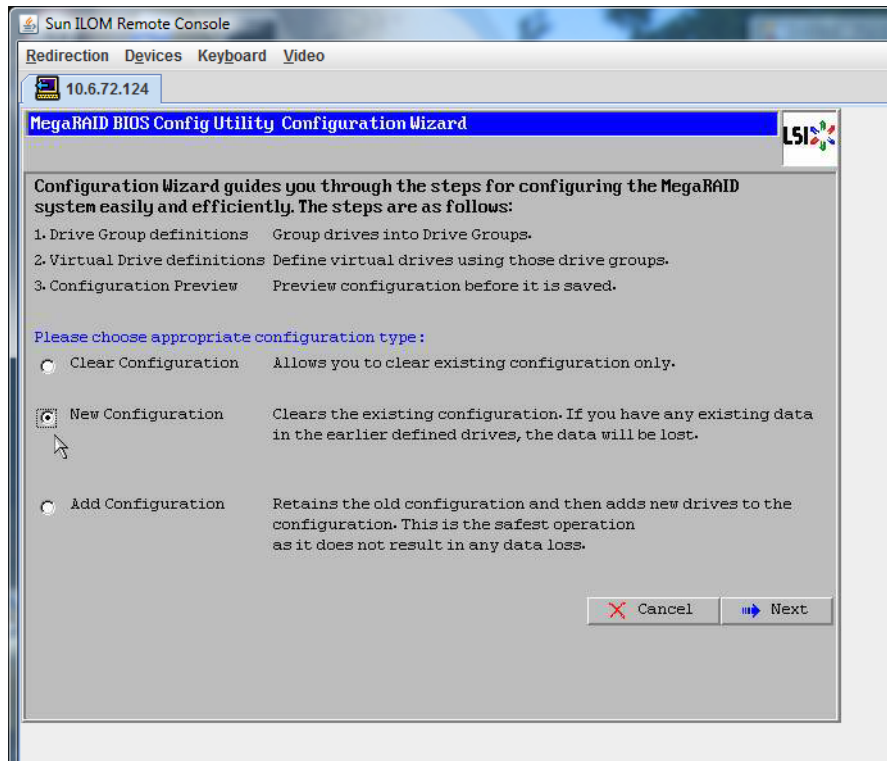 Sun ILOM Remote Console
Redirection Devices Keyboard Video
10.6.72.124
MegaRAID BIOS Config Utility Configuration Wizard
LSI
Configuration Wizard guides you through the steps for configuring the MegaRAID
system easily and efficiently. The steps are as follows:
1. Drive Group definitions Group drives into Drive Groups.
2. Virtual Drive definitions Define virtual drives using those drive groups.
3. Configuration Preview Preview configuration before it is saved.
Please choose appropriate configuration type:
Clear Configuration Allows you to clear existing configuration only.
New Configuration Clears the existing configuration. If you have any existing data
in the earlier defined drives, the data will be lost.
Add Configuration Retains the old configuration and then adds new drives to the
configuration. This is the safest operation
as it does not result in any data loss.
Cancel Next